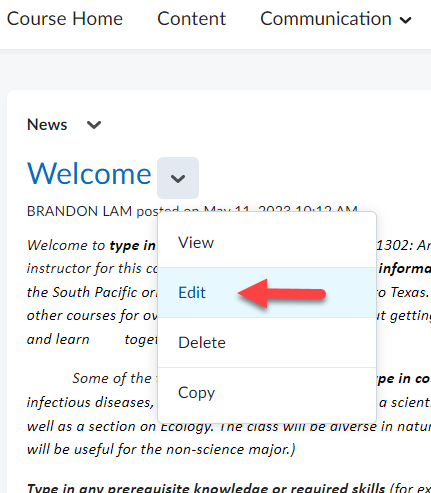 Course Home Content Communication
News
Welcome
BRANDON LAM posted on May 11, 2023 10:12 AM
Welcome to type in 1302: An
View
instructor for this co informa
Edit
the South Pacific ori to Texas.
other courses for ov ut getting
Delete
and learn toget
Some of the ype in co
Copy
infectious diseases, a scient
well as a section on Ecology. The class will be diverse in natur
will be useful for the non-science major.)
Type in any prerequisite knowledge or required skills (for ex